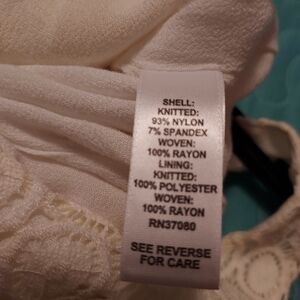 SHELL:
KNITTED:
93% NYLON
7% SPANDEX
WOVEN:
100% RAYON
LINING:
KNITTED:
100% POLYESTER
WOVEN:
100% RAYON
RN37080
SEE REVERSE
FOR CARE